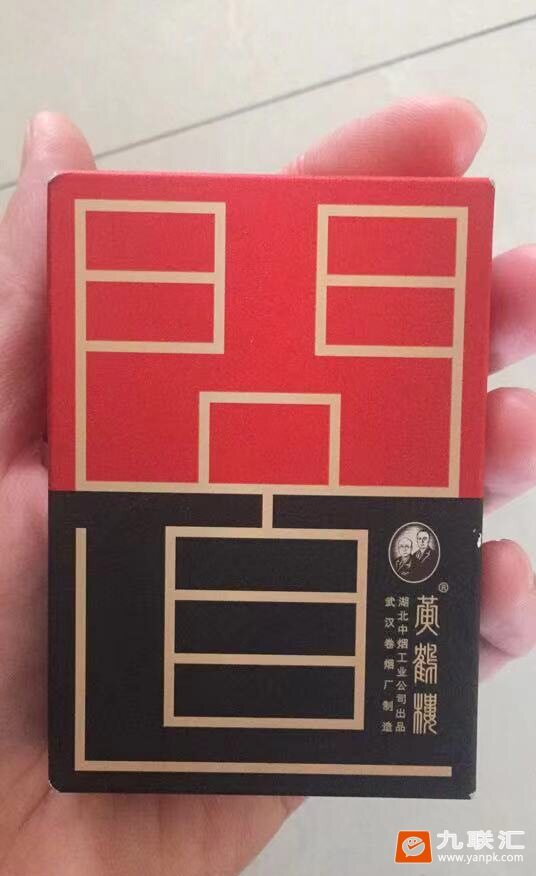 問道
®
黃鶴樓
湖北中烟工业公司出品
武汉卷烟厂制造
九联汇
www.yanpk.com